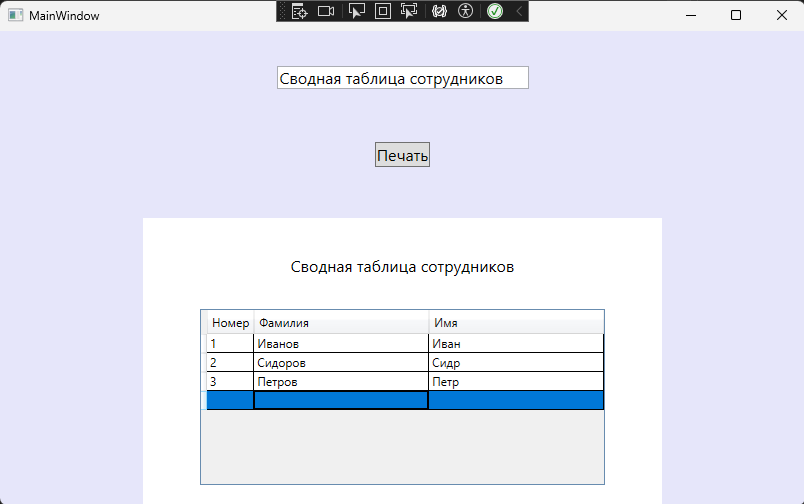 MainWindow
Сводная таблица сотрудников
Печать
Сводная таблица сотрудников
Номер Фамилия Имя
1 Иванов Иван
2 Сидоров Сидр
3 Петров Петр